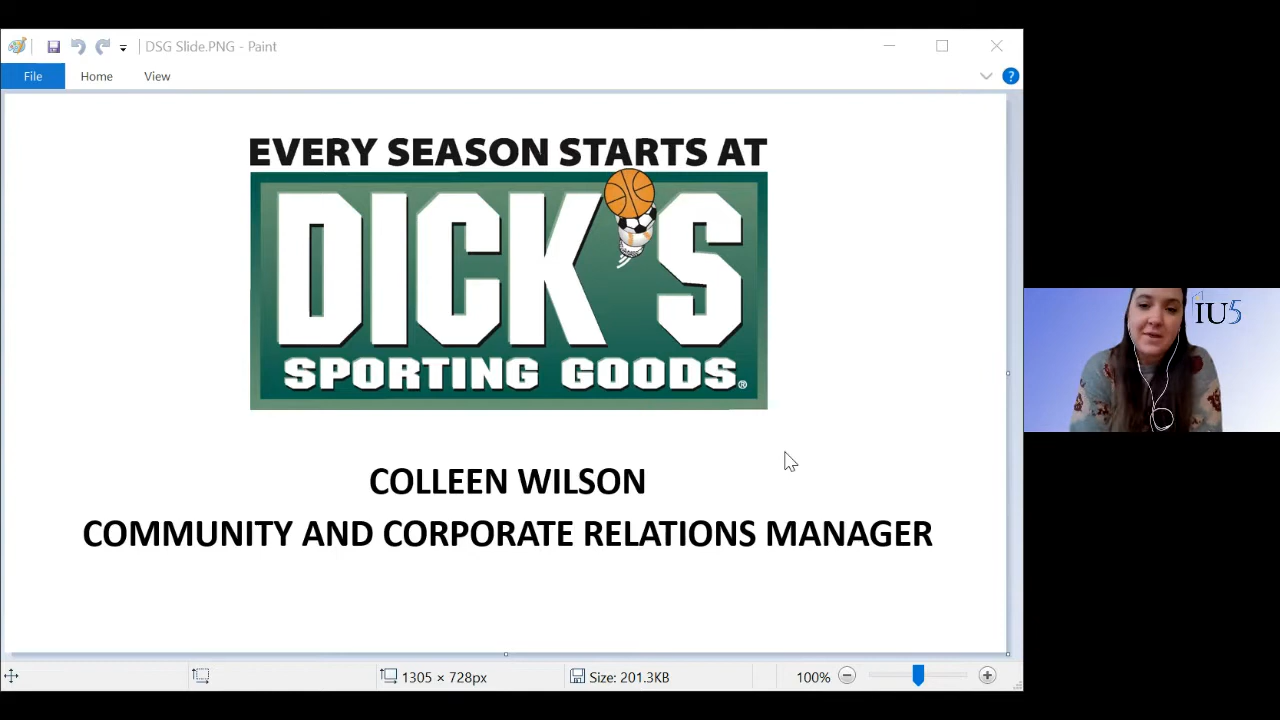 DSG Slide.PNG - Paint
File Home View
?
EVERY SEASON STARTS AT
DICK'S
SPORTING GOODS®
IU5
COLLEEN WILSON
COMMUNITY AND CORPORATE RELATIONS MANAGER
1305 × 728px Size: 201.3KB 100%